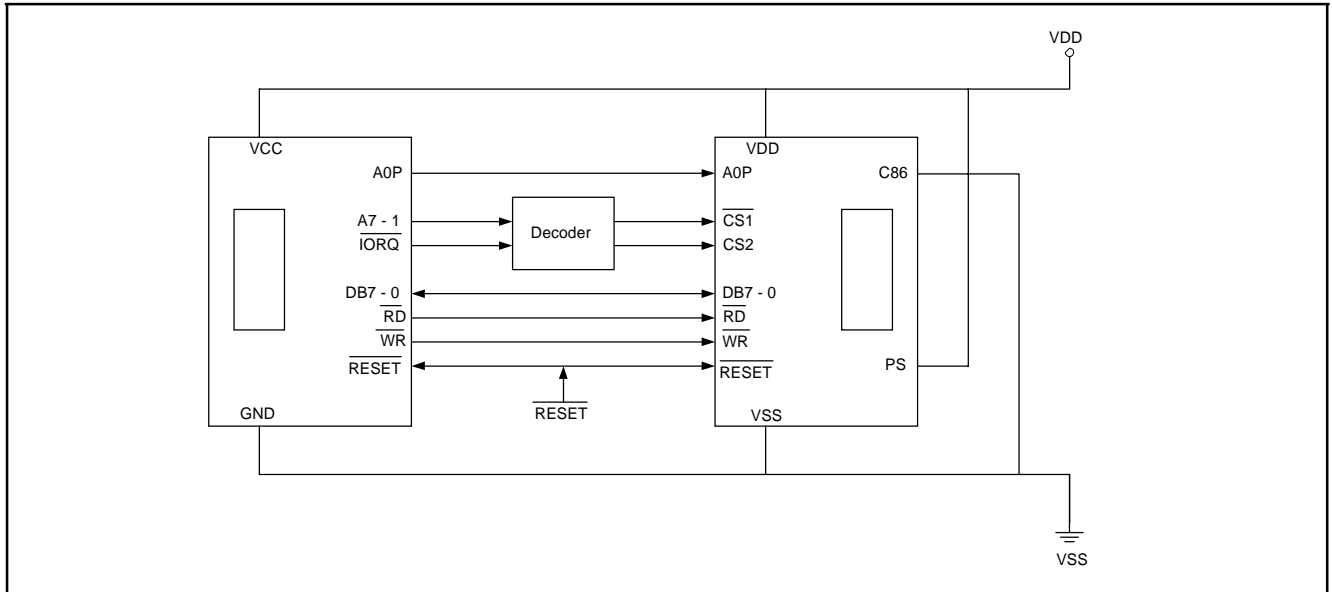 VDD
VCC
VDD
A0P
A0P
C86
A7 - 1
Decoder
CS1
IORQ
CS2
DB7 - 0
DB7 - 0
RD
RD
WR
WR
RESET
RESET
PS
RESET
GND
VSS
VSS